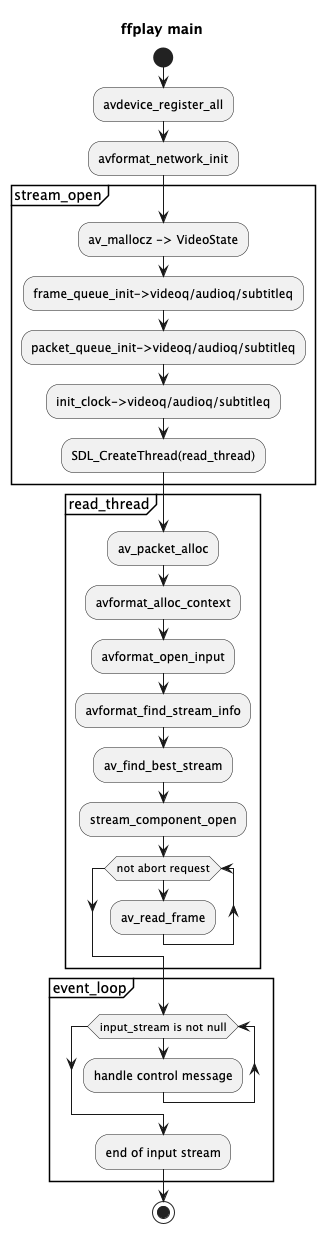 ffplay main
avdevice_register_all
avformat_network_init
stream_open
av_mallocz -> VideoState
frame_queue_init->videoq/audioq/subtitleq
packet_queue_init->videoq/audioq/subtitleq
init_clock->videoq/audioq/subtitleq
SDL_CreateThread(read_thread)
read_thread
av_packet_alloc
avformat_alloc_context
avformat_open_input
avformat_find_stream_info
av_find_best_stream
stream_component_open
not abort request
av_read_frame
event_loop
input_stream is not null
handle control message
end of input stream